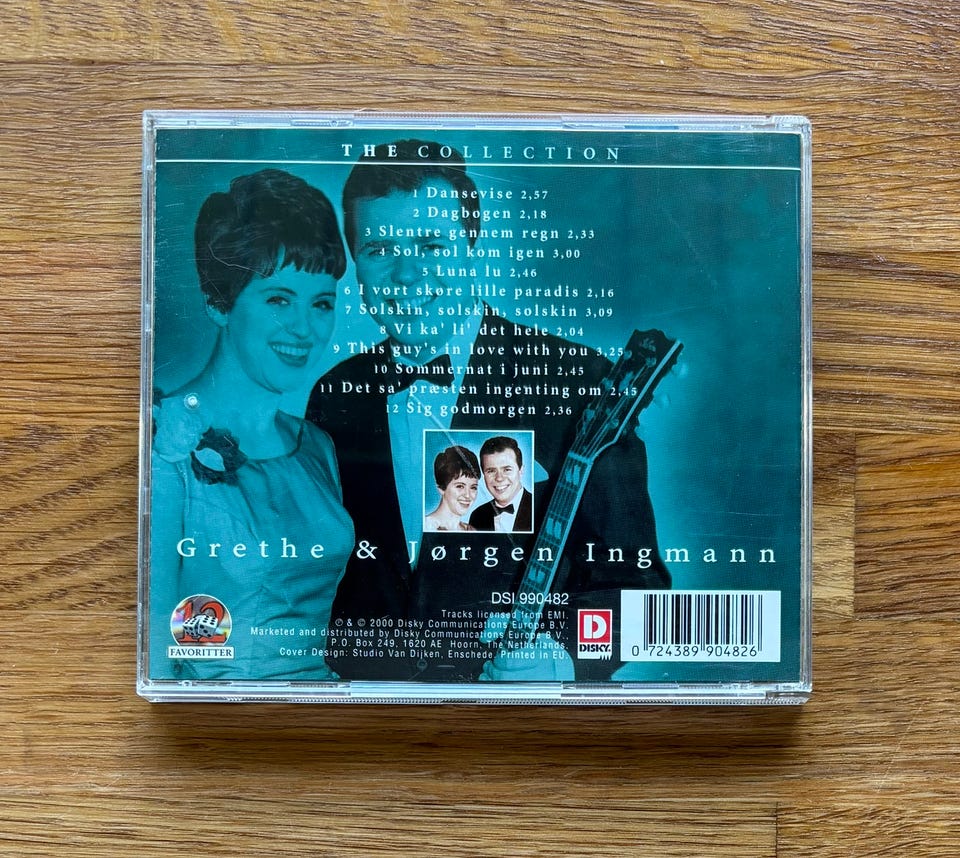 THE COLLECTION
1 Dansevise 2,57
2 Dagbogen 2,18
3 Slentre gennem regn 2,33
4 Sol, sol kom igen 3,00
5 Luna lu 2,46
6 I vort skøre lille paradis 2,16
7 Solskin, solskin, solskin 3,09
8 Vi ka' li' det hele 2,04
9 This guy's in love with you 3,25
10 Sommernat i juni 2,45
11 Det sa' præsten ingenting om 2,45
12 Sig godmorgen 2,36
Grethe & Jørgen Ingmann
DSI 990482
Tracks licensed from EMI.
℗ & © 2000 Disky Communications Europe B.V.
Marketed and distributed by Disky Communications Europe B.V.,
P.O. Box 249, 1620 AE Hoorn, The Netherlands.
Cover Design: Studio Van Dijken, Enschede. Printed in EU.
12
FAVORITTER
D
DISKY.
0 724389 904826